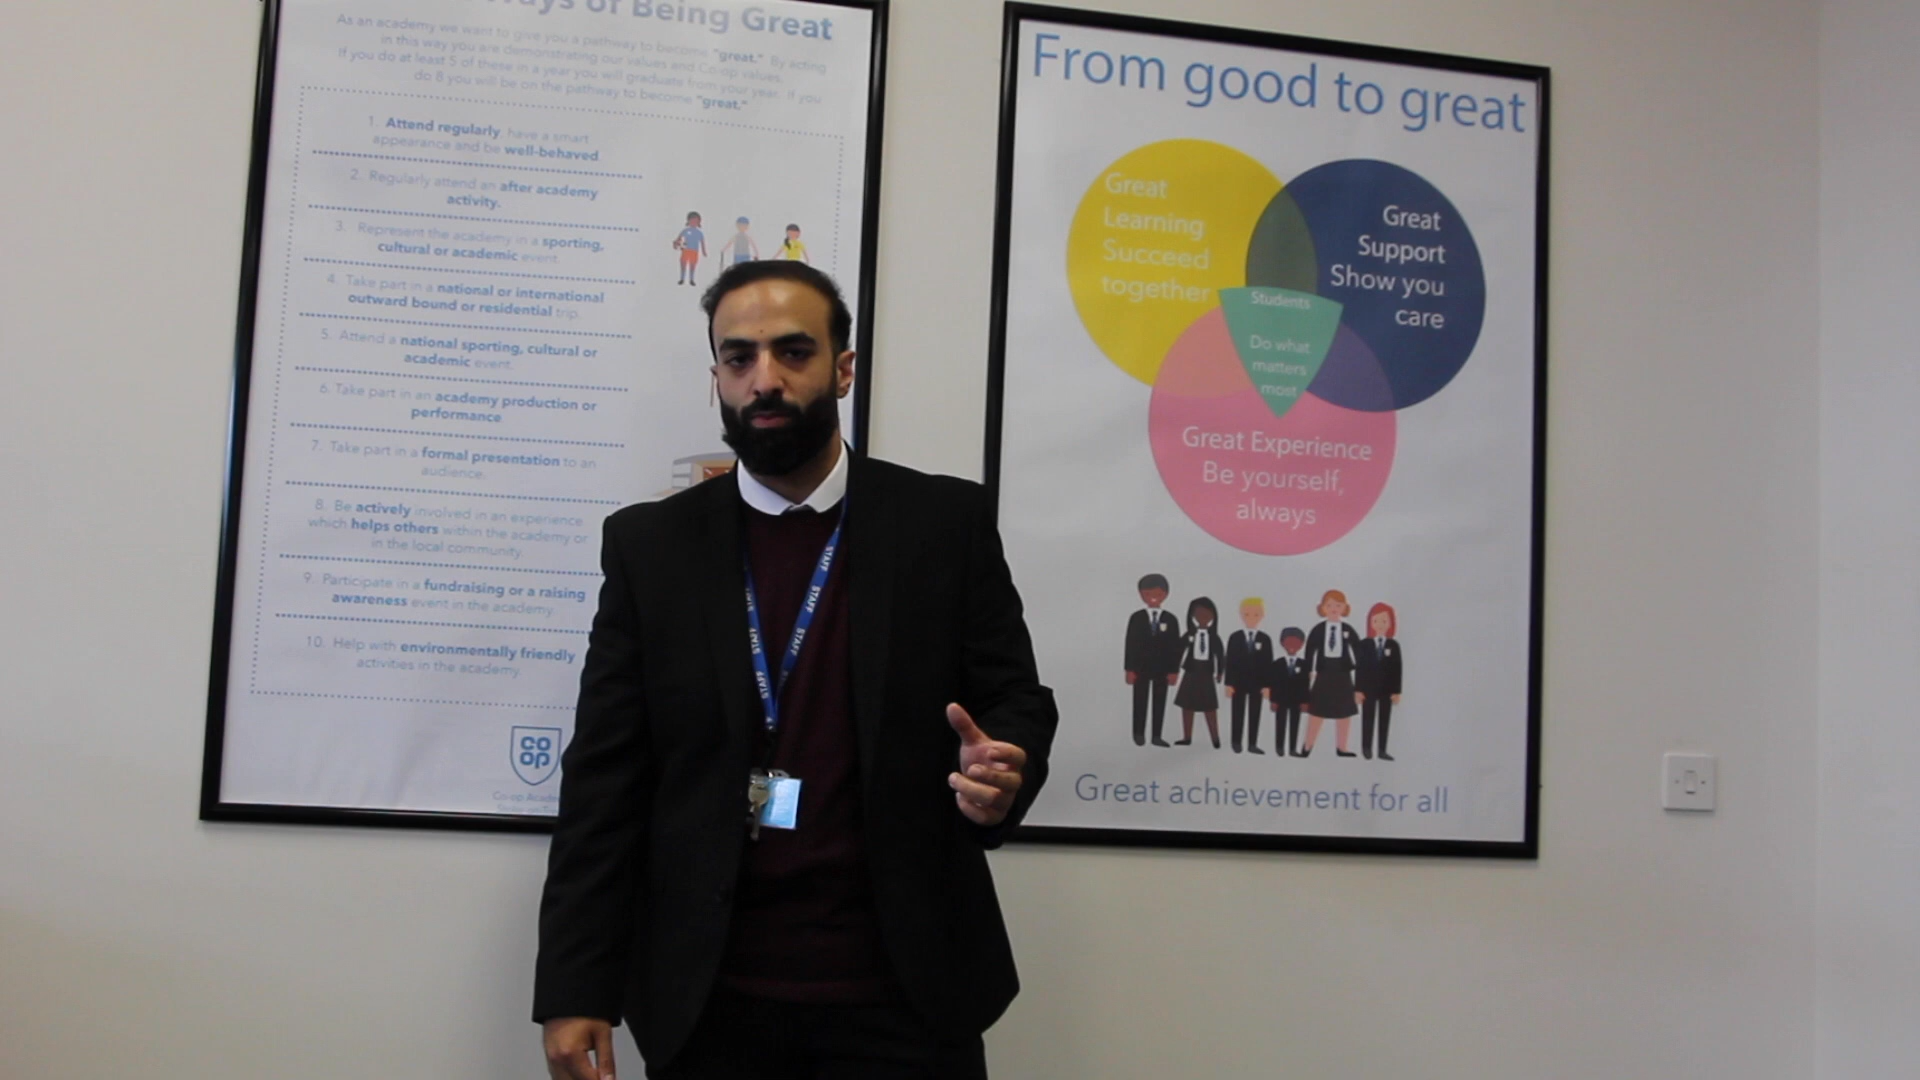 Ways of Being Great
As an academy we want to give you a pathway to become "great." By acting
in this way you are demonstrating our values and Co-op values.
If you do at least 5 of these in a year you will graduate from your year. If you
do 8 you will be on the pathway to become "great."
1. Attend regularly, have a smart
appearance and be well-behaved
2. Regularly attend an after academy
activity.
3. Represent the academy in a sporting,
cultural or academic event.
4. Take part in a national or international
outward bound or residential trip.
5. Attend a national sporting, cultural or
academic event.
6. Take part in an academy production or
performance
7. Take part in a formal presentation to an
audience.
8. Be actively involved in an experience
which helps others within the academy or
in the local community.
9. Participate in a fundraising or a raising
awareness event in the academy
10. Help with environmentally friendly
activities in the academy.
CO
OP
Co-op
From good to great
Great
Learning
Succeed
together
Great
Support
Show you
care
Students
Do what
matters
most
Great Experience
Be yourself,
always
Great achievement for all
STAFF
STAFF
STAFF
STAFF
STAFF